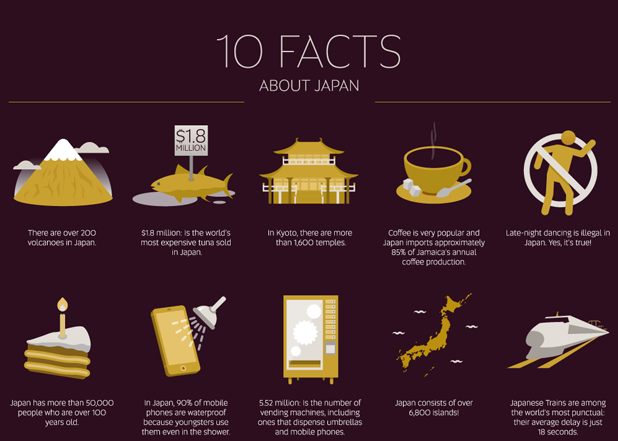 10 FACTS
ABOUT JAPAN
$1.8
MILLION
There are over 200
volcanoes in Japan.
$1.8 million: Is the world's
most expensive tuna sold
in Japan.
In Kyoto, there are more
than 1,600 temples.
Coffee is very popular and
Japan imports approximately
85% of Jamaica's annual
coffee production.
Late-night dancing is illegal in
Japan. Yes, it's true!
Japan has more than 50,000
people who are over 100
years old.
In Japan, 90% of mobile
phones are waterproof
because youngsters use
them even in the shower.
5.52 million: Is the number of
vending machines, including
ones that dispense umbrellas
and mobile phones.
Japan consists of over
6,800 islands!
Japanese Trains are among
the world's most punctual:
their average delay is just
18 seconds.